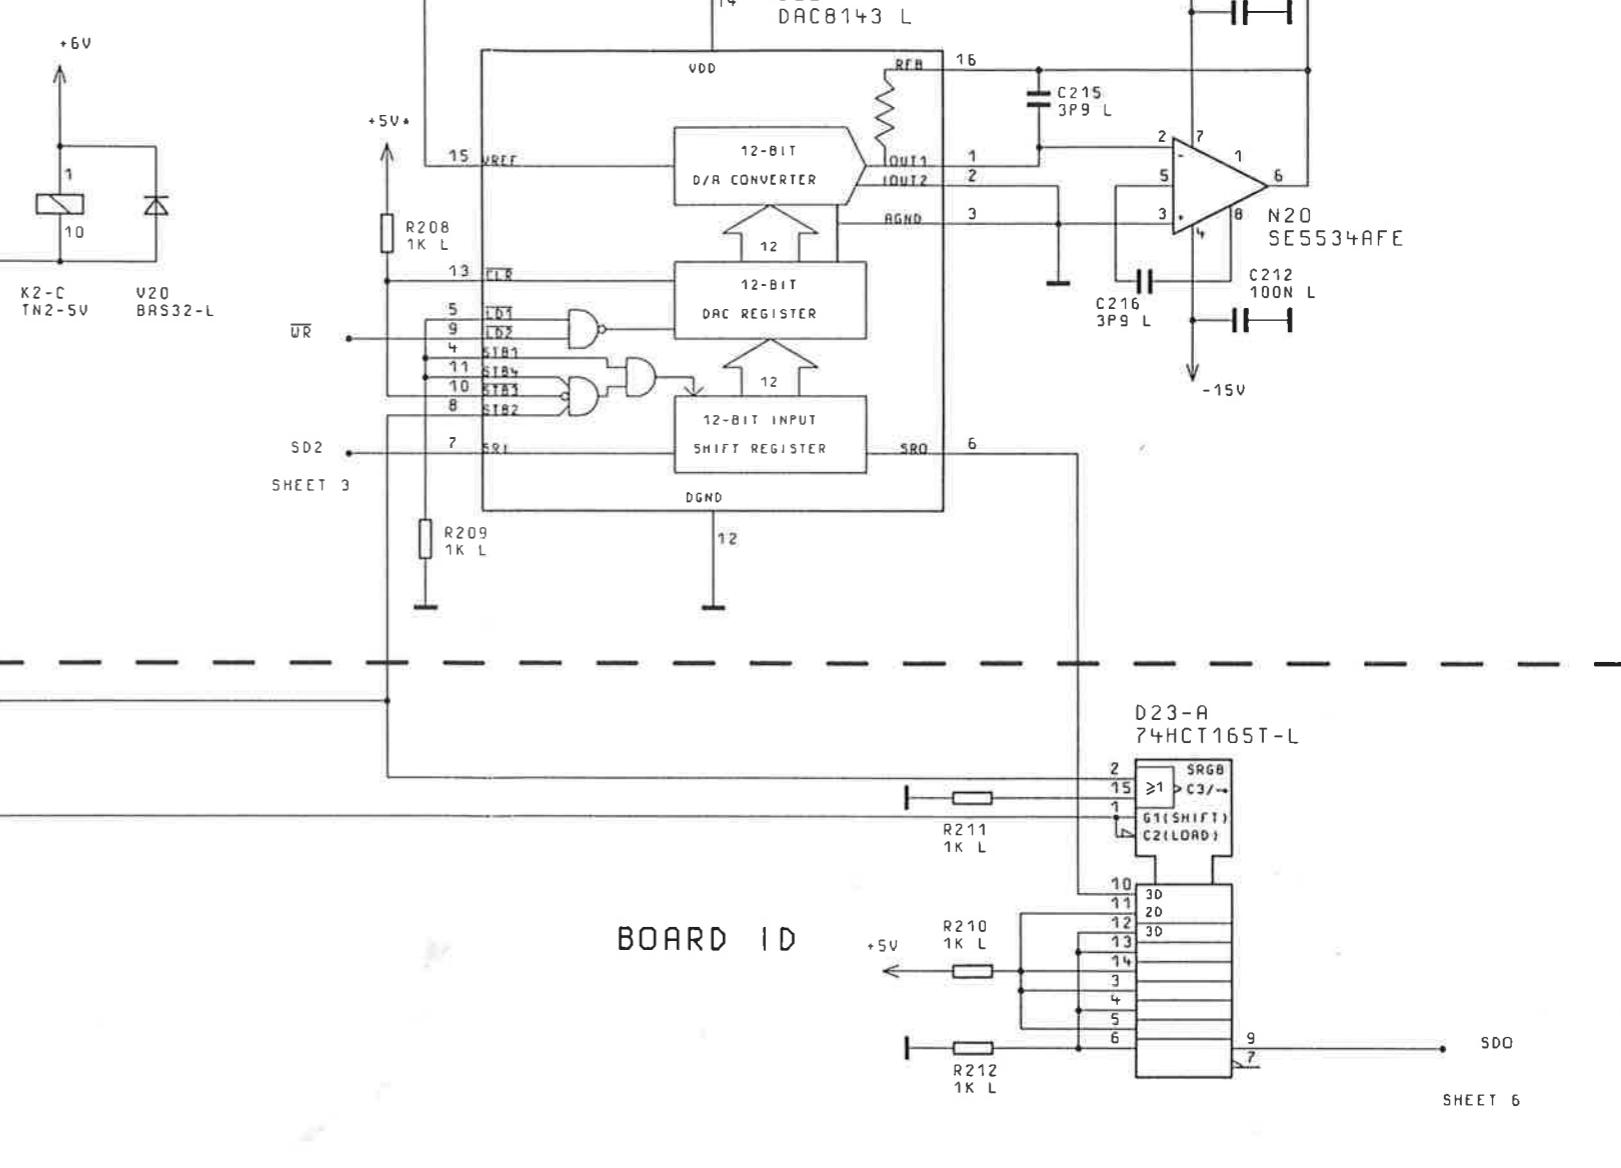 14
DAC8143 L
+6V
VDD
RFB
16
C215
3P9 L
+5V*
2
7
12-BIT
D/A CONVERTER
15
VREF
IOUT1
1
IOUT2
2
-
1
5
6
1
10
R208
1K L
AGND
3
3
+
8
4
N20
SE5534AFE
12
13
CLR
12-BIT
DAC REGISTER
C212
100N L
K2-C
TN2-5V
V20
BAS32-L
C216
3P9 L
WR
5
LD1
9
LD2
4
STB1
11
STB4
10
STB3
8
STB2
12
-15V
12-BIT INPUT
SHIFT REGISTER
SD2
7
SRI
SRO
6
SHEET 3
DGND
R209
1K L
12
D23-A
74HCT165T-L
2
SRG8
15
≥1
C3/→
1
G1(SHIFT)
C2(LOAD)
R211
1K L
10
3D
11
2D
12
3D
13
14
3
4
5
6
BOARD ID
+5V
R210
1K L
R212
1K L
9
7
SDO
SHEET 6